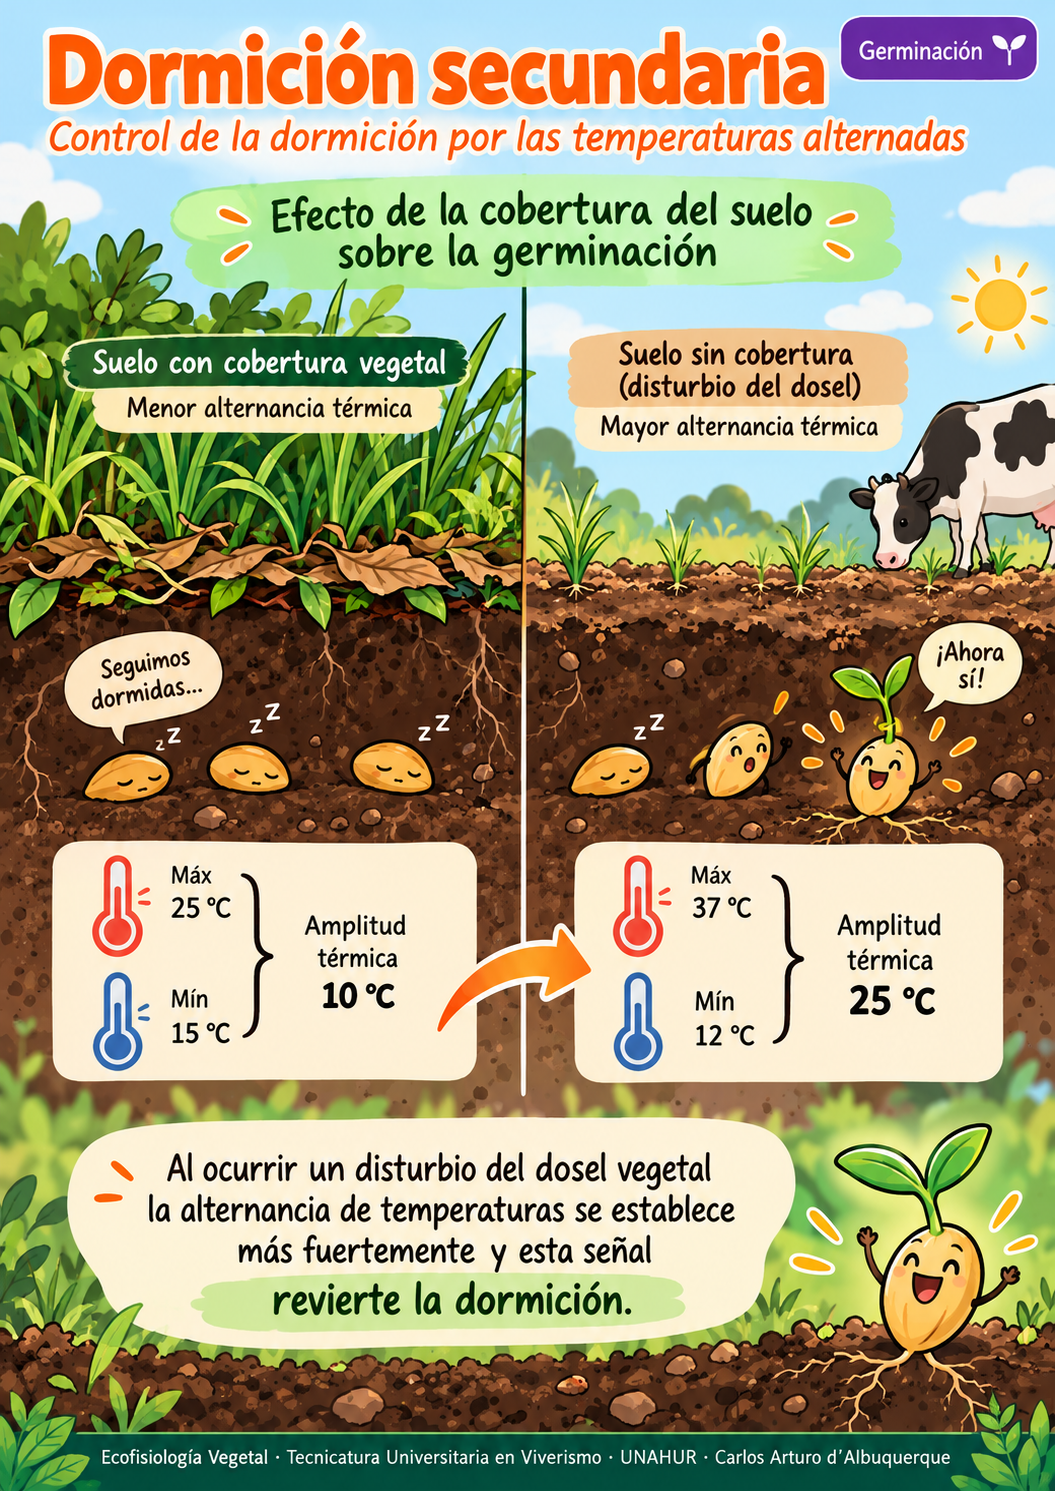 Dormición secundaria
Germinación
Control de la dormición por las temperaturas alternadas
Efecto de la cobertura del suelo
sobre la germinación
Suelo con cobertura vegetal
Menor alternancia térmica
Suelo sin cobertura
(disturbio del dosel)
Mayor alternancia térmica
Seguimos
dormidas...
z z
z z
z z
¡Ahora
sí!
z z
Máx
25 °C
Mín
15 °C
Amplitud
térmica
10 °C
Máx
37 °C
Mín
12 °C
Amplitud
térmica
25 °C
Al ocurrir un disturbio del dosel vegetal
la alternancia de temperaturas se establece
más fuertemente y esta señal
revierte la dormición.
Ecofisiología Vegetal · Tecnicatura Universitaria en Viverismo · UNAHUR · Carlos Arturo d'Albuquerque